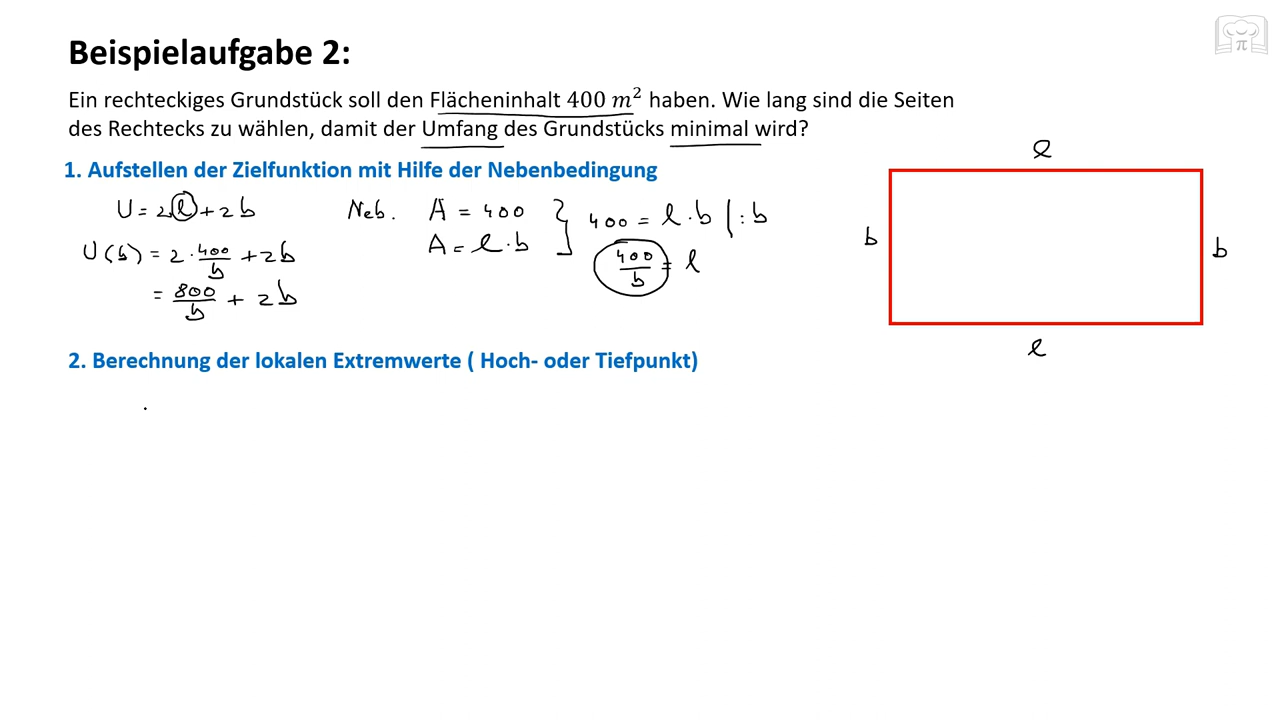 Beispielaufgabe 2:
Ein rechteckiges Grundstück soll den Flächeninhalt 400 m² haben. Wie lang sind die Seiten
des Rechtecks zu wählen, damit der Umfang des Grundstücks minimal wird?
1. Aufstellen der Zielfunktion mit Hilfe der Nebenbedingung
U = 2l + 2b
U(b) = 2 · 400/b + 2b
= 800/b + 2b
Neb. A = 400
A = l · b
400 = l · b | : b
400/b = l
l
b
b
l
2. Berechnung der lokalen Extremwerte ( Hoch- oder Tiefpunkt)
π